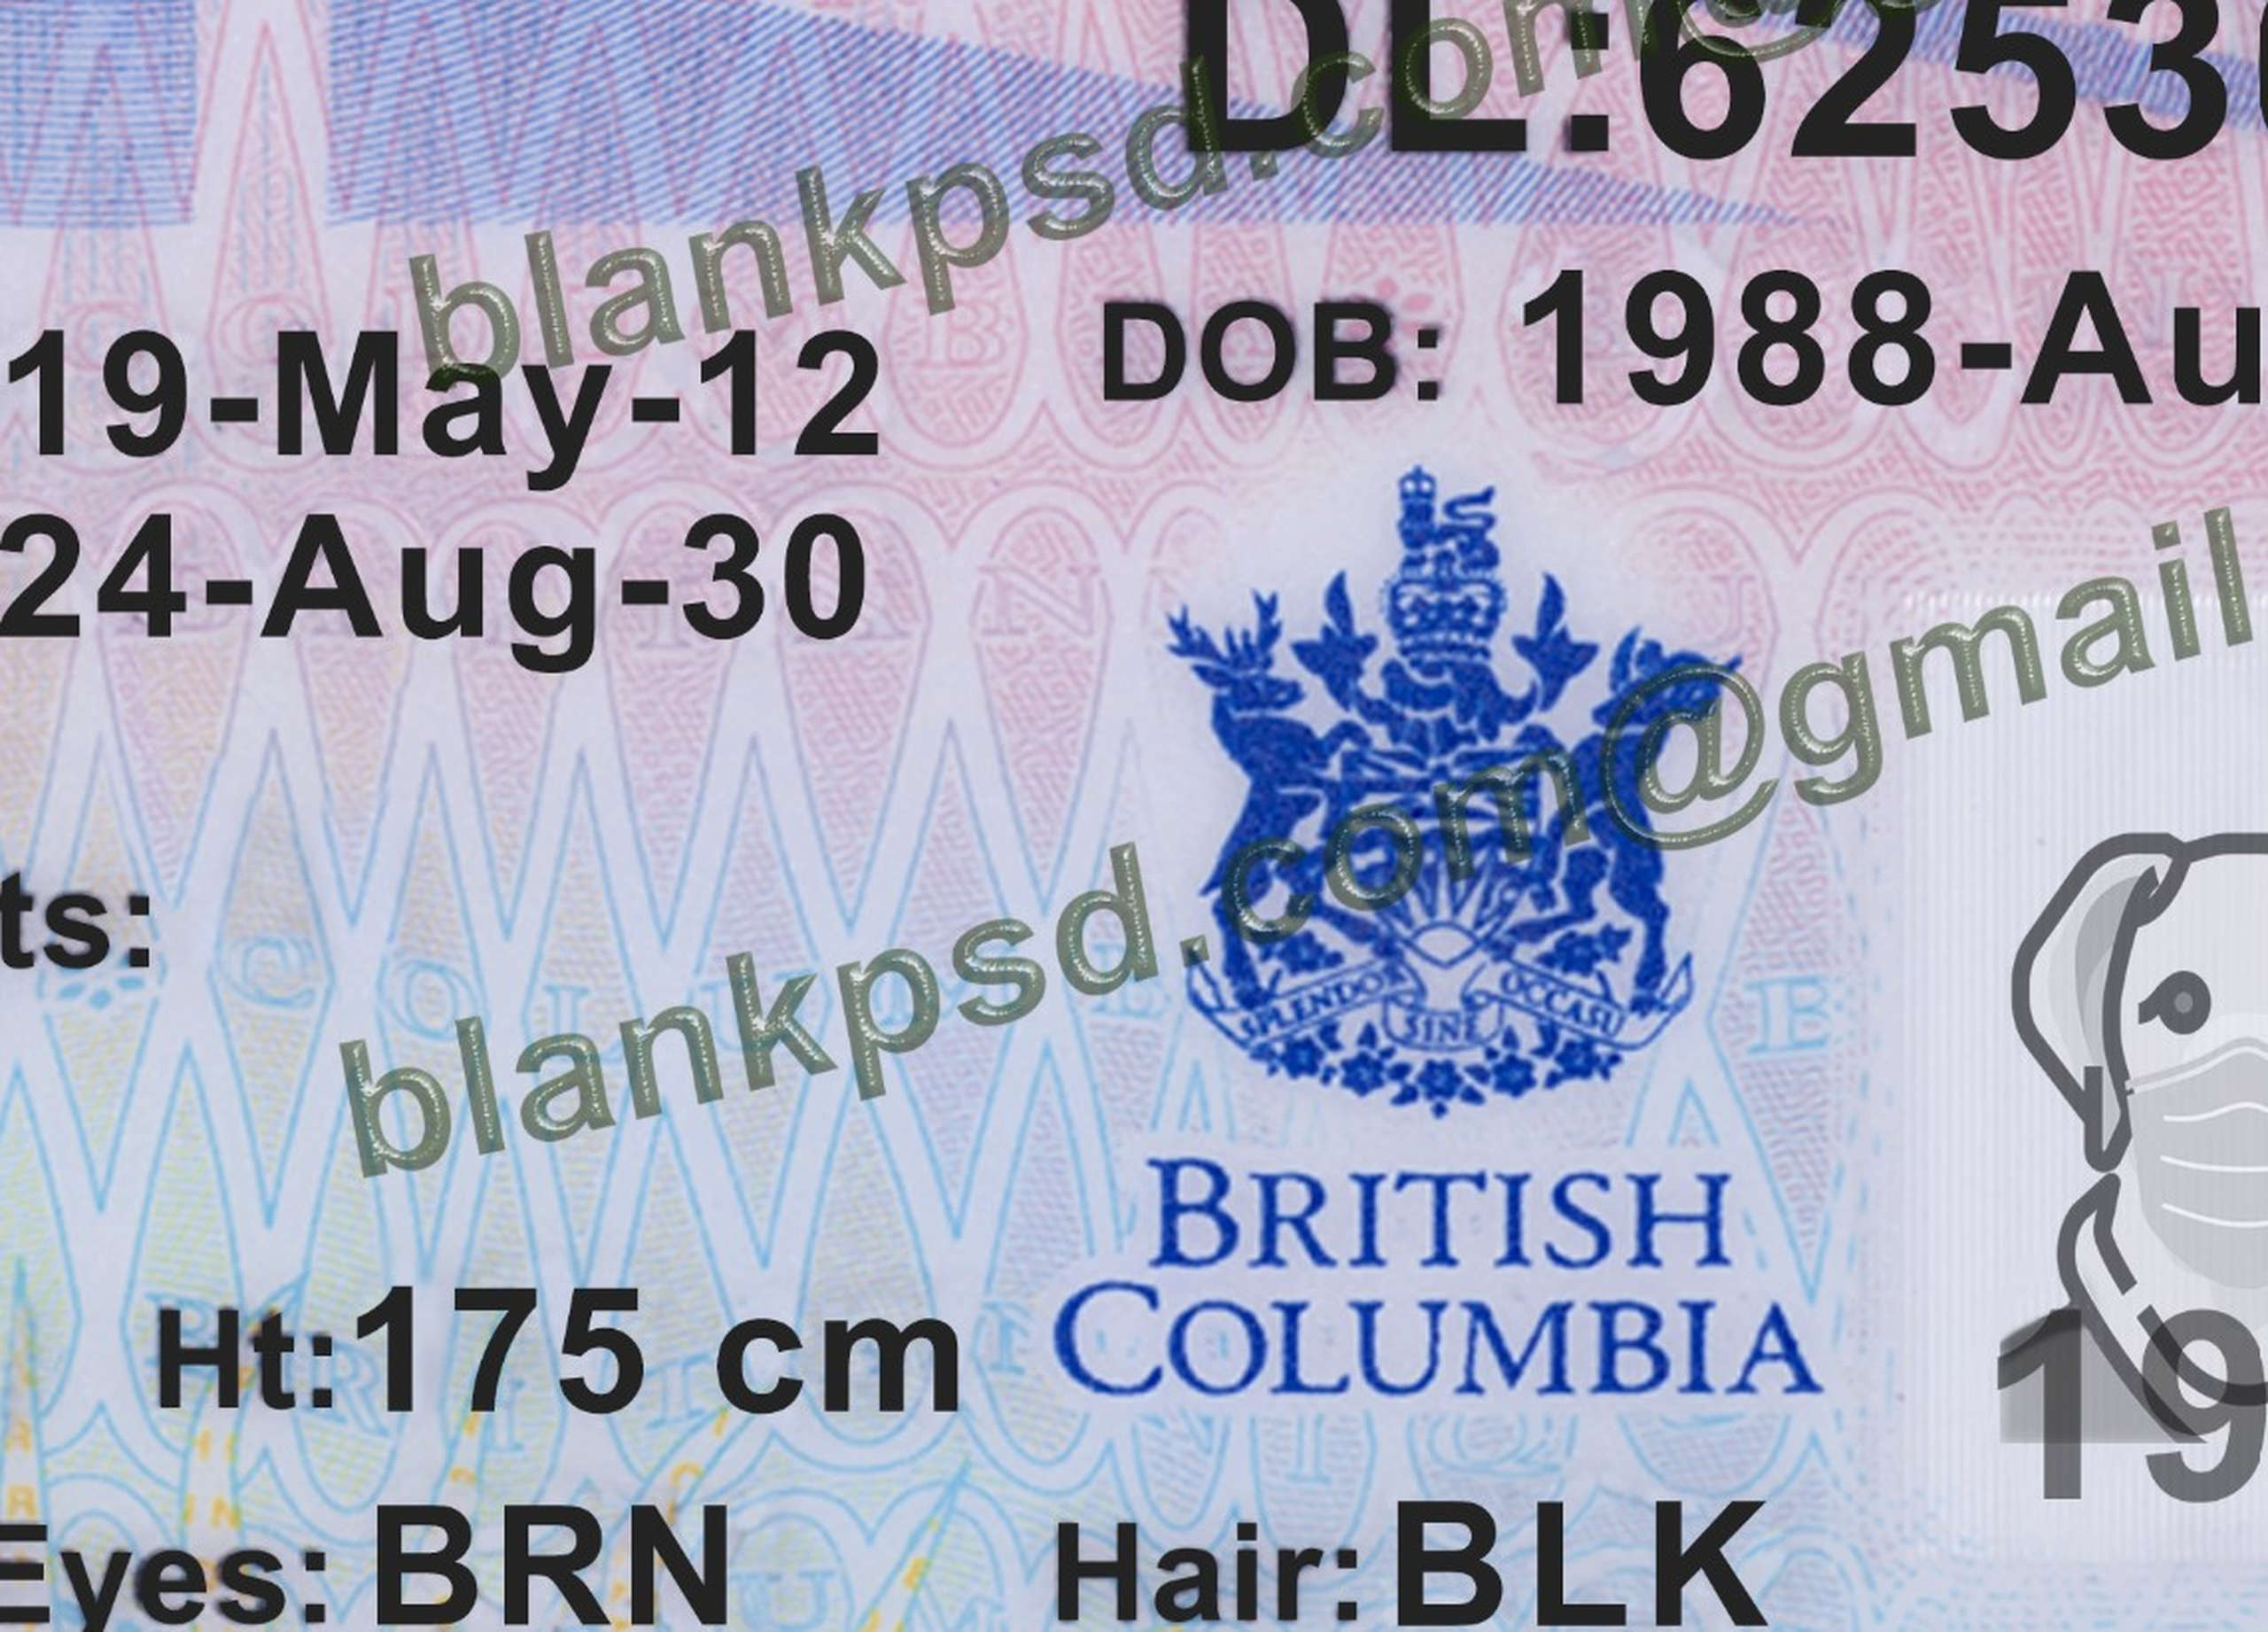 DL:6253
blankpsd.com@
19-May-12
DOB: 1988-Au
24-Aug-30
blankpsd.com@gmail
ts:
SPLENDOR SINE OCCASU
BRITISH
COLUMBIA
Ht:175 cm
19
Eyes: BRN
Hair: BLK